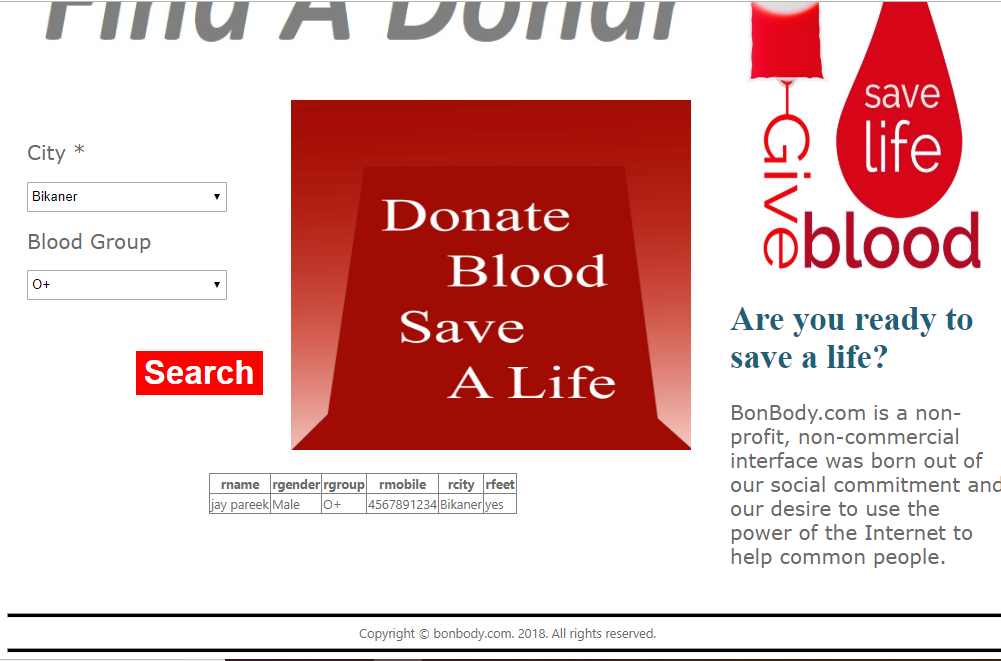 Find A Donur
City *
Bikaner
Blood Group
O+
Search
Donate
Blood
Save
A Life
rname rgender rgroup rmobile rcity rfeet
jay pareek Male O+ 4567891234 Bikaner yes
save
life
Give
blood
Are you ready to
save a life?
BonBody.com is a non-
profit, non-commercial
interface was born out of
our social commitment and
our desire to use the
power of the Internet to
help common people.
Copyright © bonbody.com. 2018. All rights reserved.